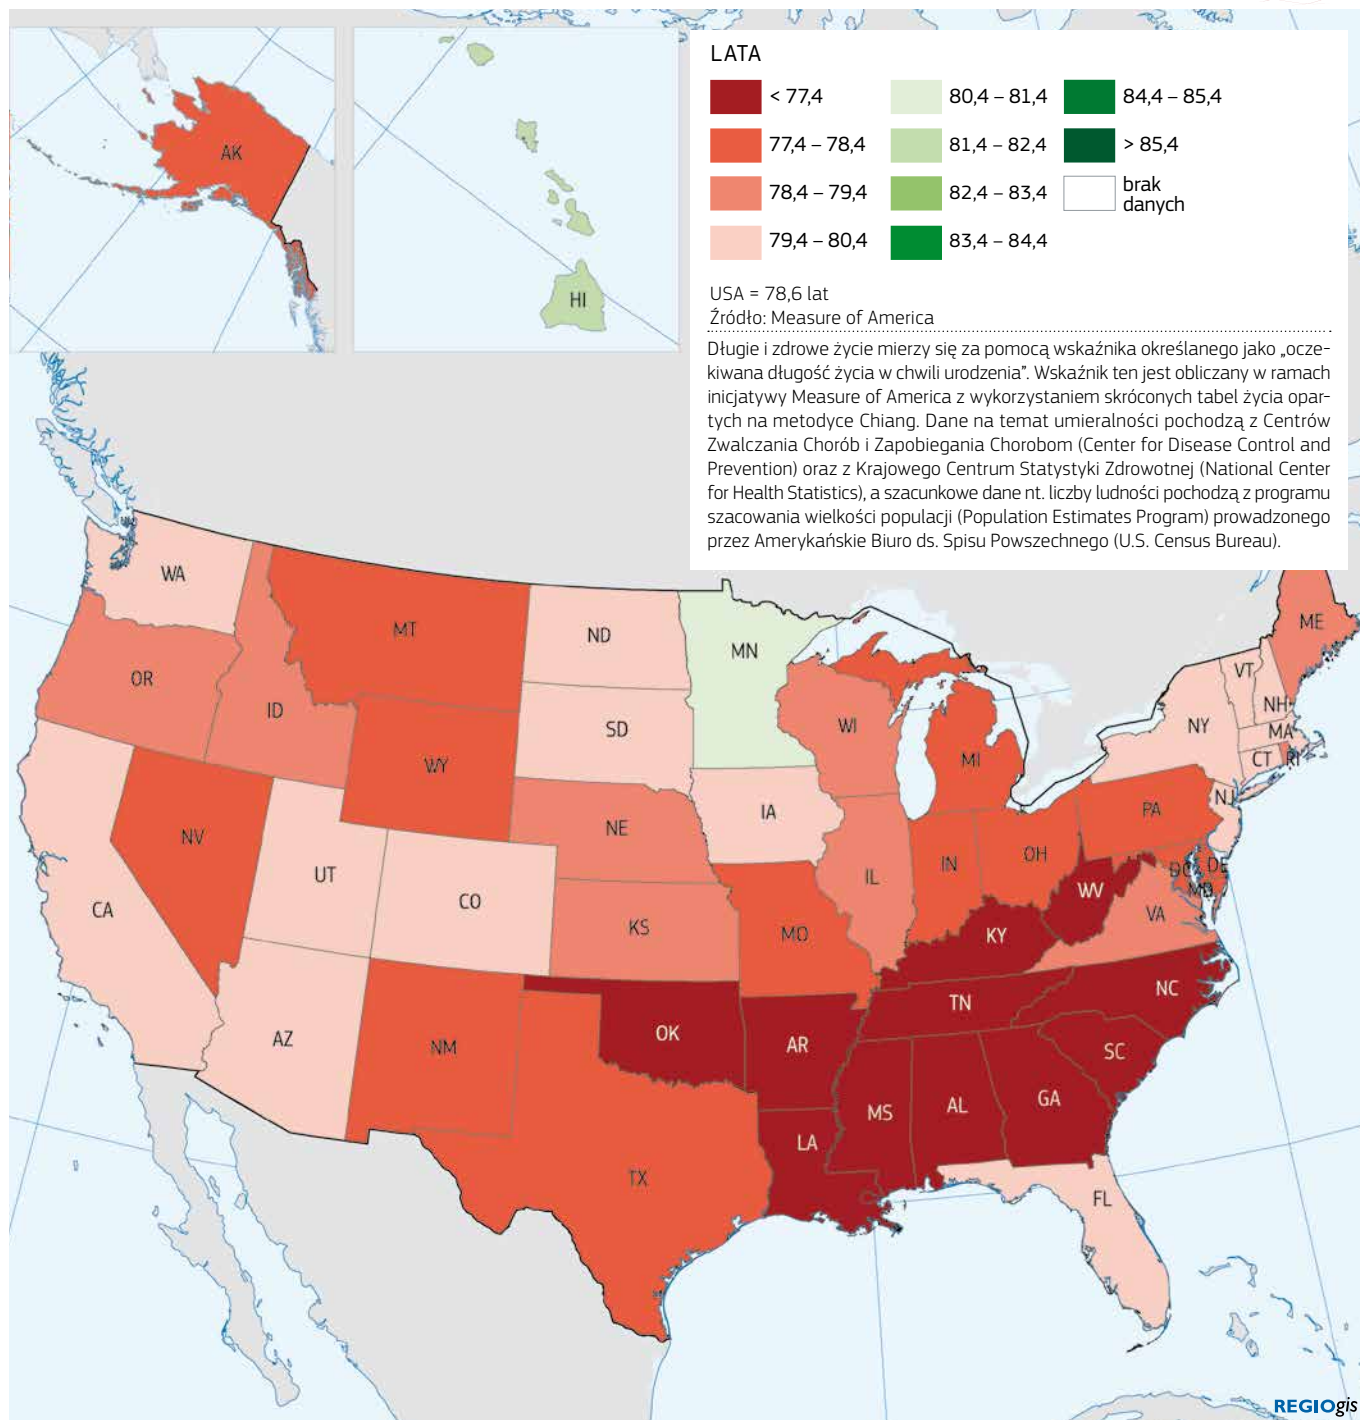 LATA
< 77,4
77,4 – 78,4
78,4 – 79,4
79,4 – 80,4
80,4 – 81,4
81,4 – 82,4
82,4 – 83,4
83,4 – 84,4
84,4 – 85,4
> 85,4
brak
danych
USA = 78,6 lat
Źródło: Measure of America
Długie i zdrowe życie mierzy się za pomocą wskaźnika określanego jako „ocze-
kiwana długość życia w chwili urodzenia”. Wskaźnik ten jest obliczany w ramach
inicjatywy Measure of America z wykorzystaniem skróconych tabel życia opar-
tych na metodyce Chiang. Dane na temat umieralności pochodzą z Centrów
Zwalczania Chorób i Zapobiegania Chorobom (Center for Disease Control and
Prevention) oraz z Krajowego Centrum Statystyki Zdrowotnej (National Center
for Health Statistics), a szacunkowe dane nt. liczby ludności pochodzą z programu
szacowania wielkości populacji (Population Estimates Program) prowadzonego
przez Amerykańskie Biuro ds. Spisu Powszechnego (U.S. Census Bureau).
AK
HI
WA
MT
ND
MN
ME
OR
ID
SD
WI
VT
NH
NY
MA
WY
MI
CT
RI
NV
NE
IA
PA
NJ
UT
CO
IL
IN
OH
DC
DE
MD
WV
VA
CA
KS
MO
KY
AZ
NM
OK
AR
TN
NC
SC
MS
AL
GA
LA
TX
FL
REGIOgis